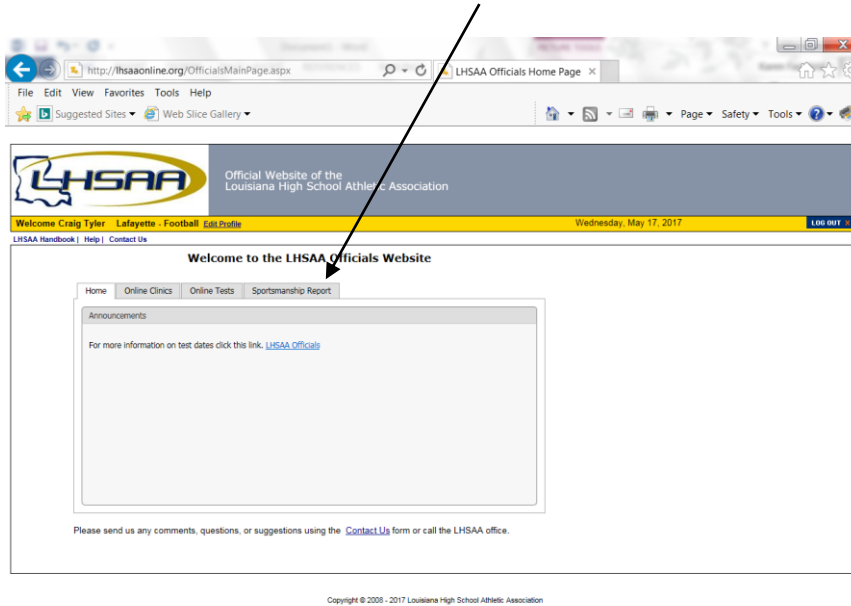 http://lhsaaonline.org/OfficialsMainPage.aspx
LHSAA Officials Home Page
File Edit View Favorites Tools Help
Suggested Sites Web Slice Gallery
Page Safety Tools
LHSAA
Official Website of the
Louisiana High School Athletic Association
Welcome Craig Tyler Lafayette - Football Edit Profile
Wednesday, May 17, 2017
LOG OUT X
LHSAA Handbook | Help | Contact Us
Welcome to the LHSAA Officials Website
Home Online Clinics Online Tests Sportsmanship Report
Announcements
For more information on test dates click this link. LHSAA Officials
Please send us any comments, questions, or suggestions using the Contact Us form or call the LHSAA office.
Copyright © 2008 - 2017 Louisiana High School Athletic Association